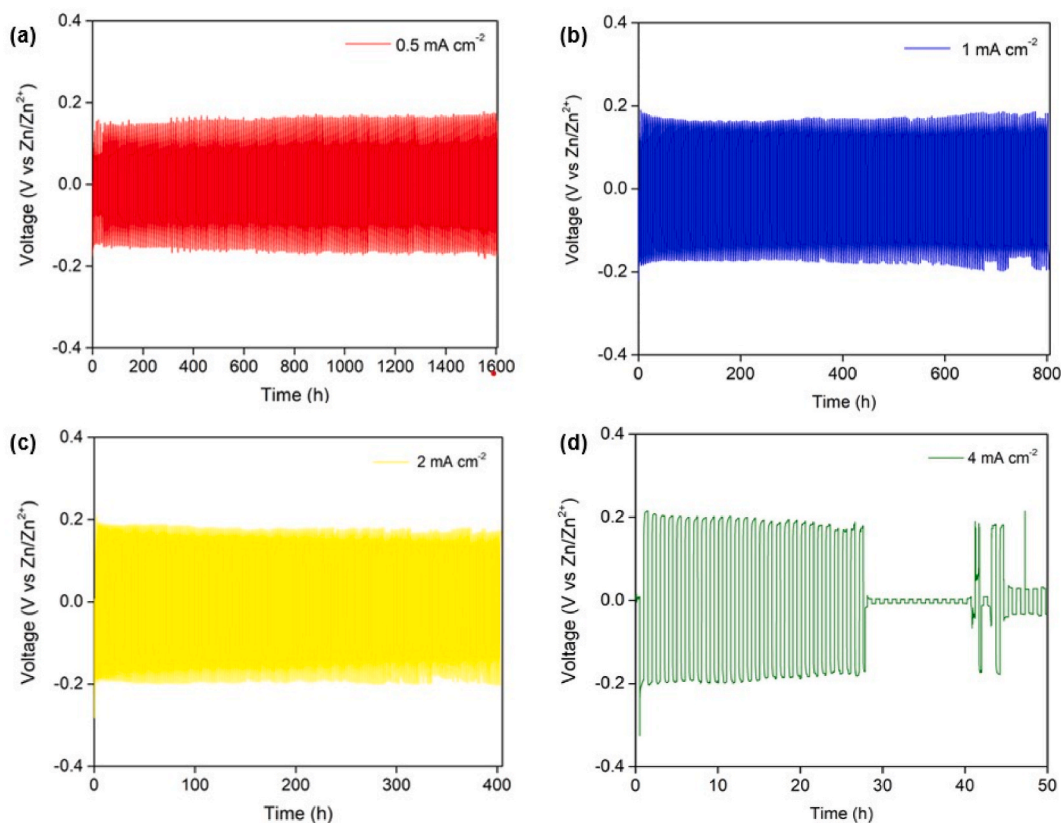 (a)
0.5 mA cm⁻²
0.4
0.2
0.0
-0.2
-0.4
Voltage (V vs Zn/Zn²⁺)
0 200 400 600 800 1000 1200 1400 1600
Time (h)
(b)
1 mA cm⁻²
0.4
0.2
0.0
-0.2
-0.4
Voltage (V vs Zn/Zn²⁺)
0 200 400 600 800
Time (h)
(c)
2 mA cm⁻²
0.4
0.2
0.0
-0.2
-0.4
Voltage (V vs Zn/Zn²⁺)
0 100 200 300 400
Time (h)
(d)
4 mA cm⁻²
0.4
0.2
0.0
-0.2
-0.4
Voltage (V vs Zn/Zn²⁺)
0 10 20 30 40 50
Time (h)